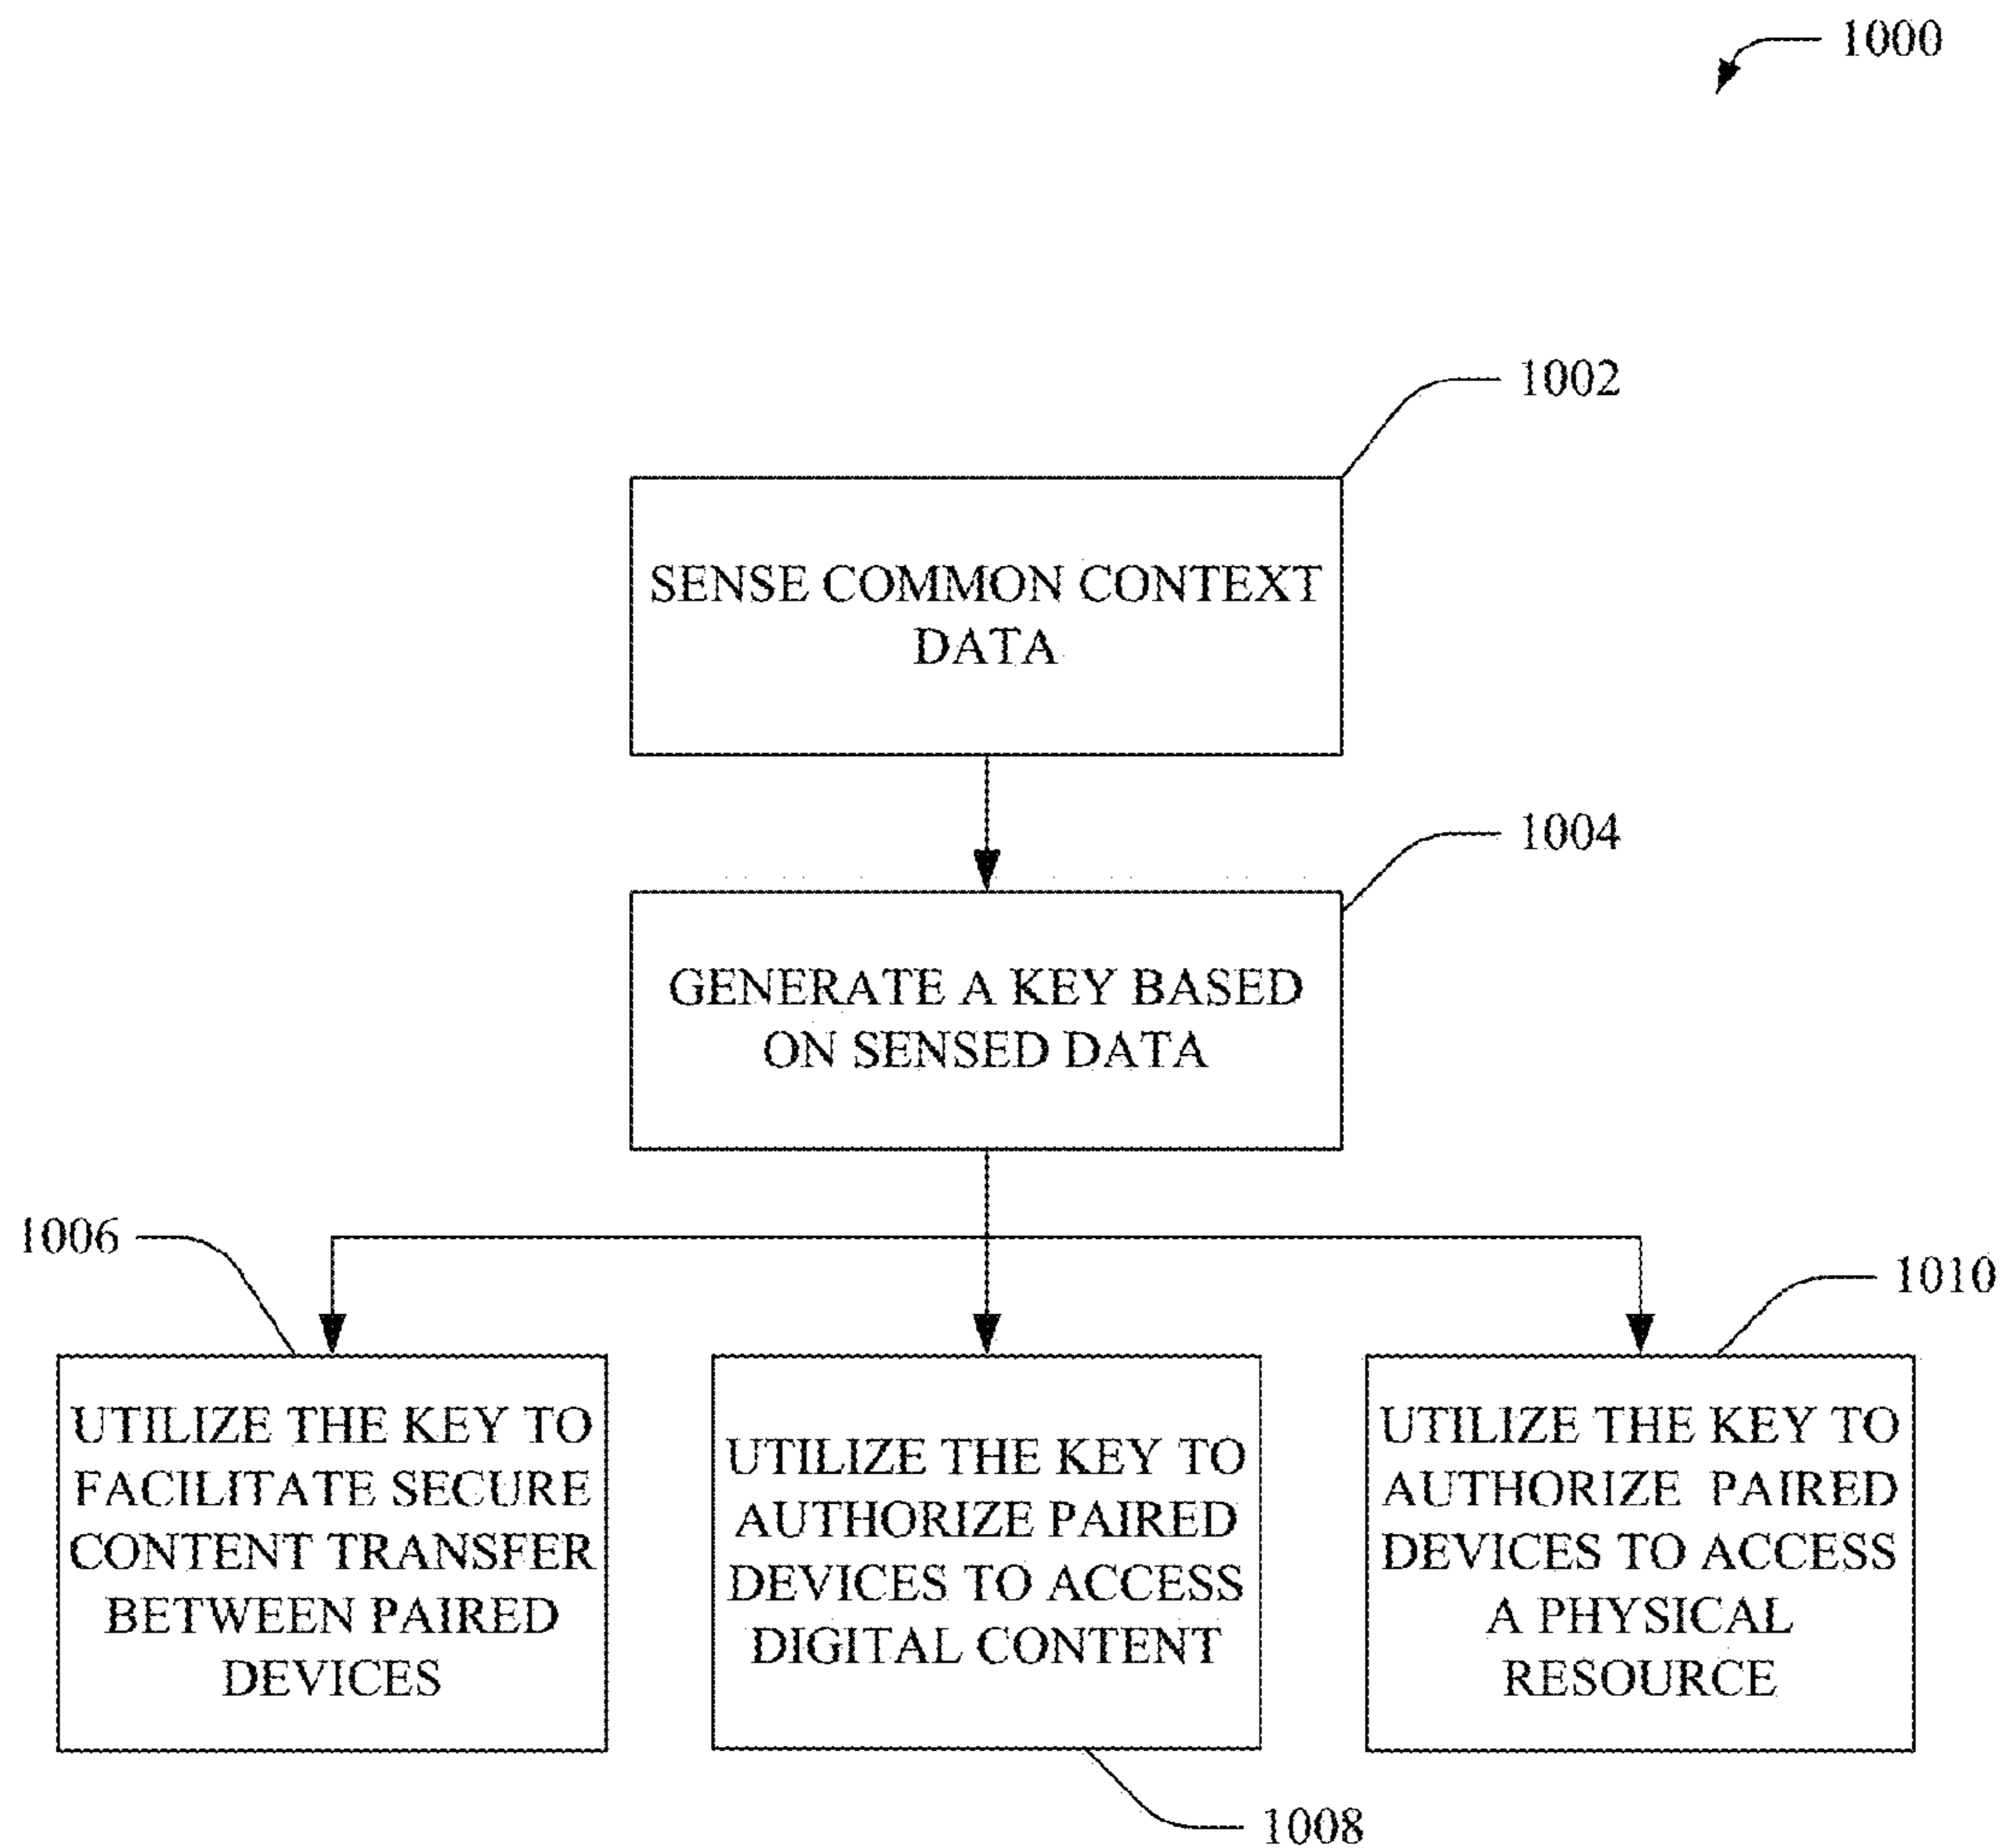 1000
1002
SENSE COMMON CONTEXT
DATA
1004
GENERATE A KEY BASED
ON SENSED DATA
1006
1010
UTILIZE THE KEY TO
FACILITATE SECURE
CONTENT TRANSFER
BETWEEN PAIRED
DEVICES
UTILIZE THE KEY TO
AUTHORIZE PAIRED
DEVICES TO ACCESS
DIGITAL CONTENT
UTILIZE THE KEY TO
AUTHORIZE PAIRED
DEVICES TO ACCESS
A PHYSICAL
RESOURCE
1008